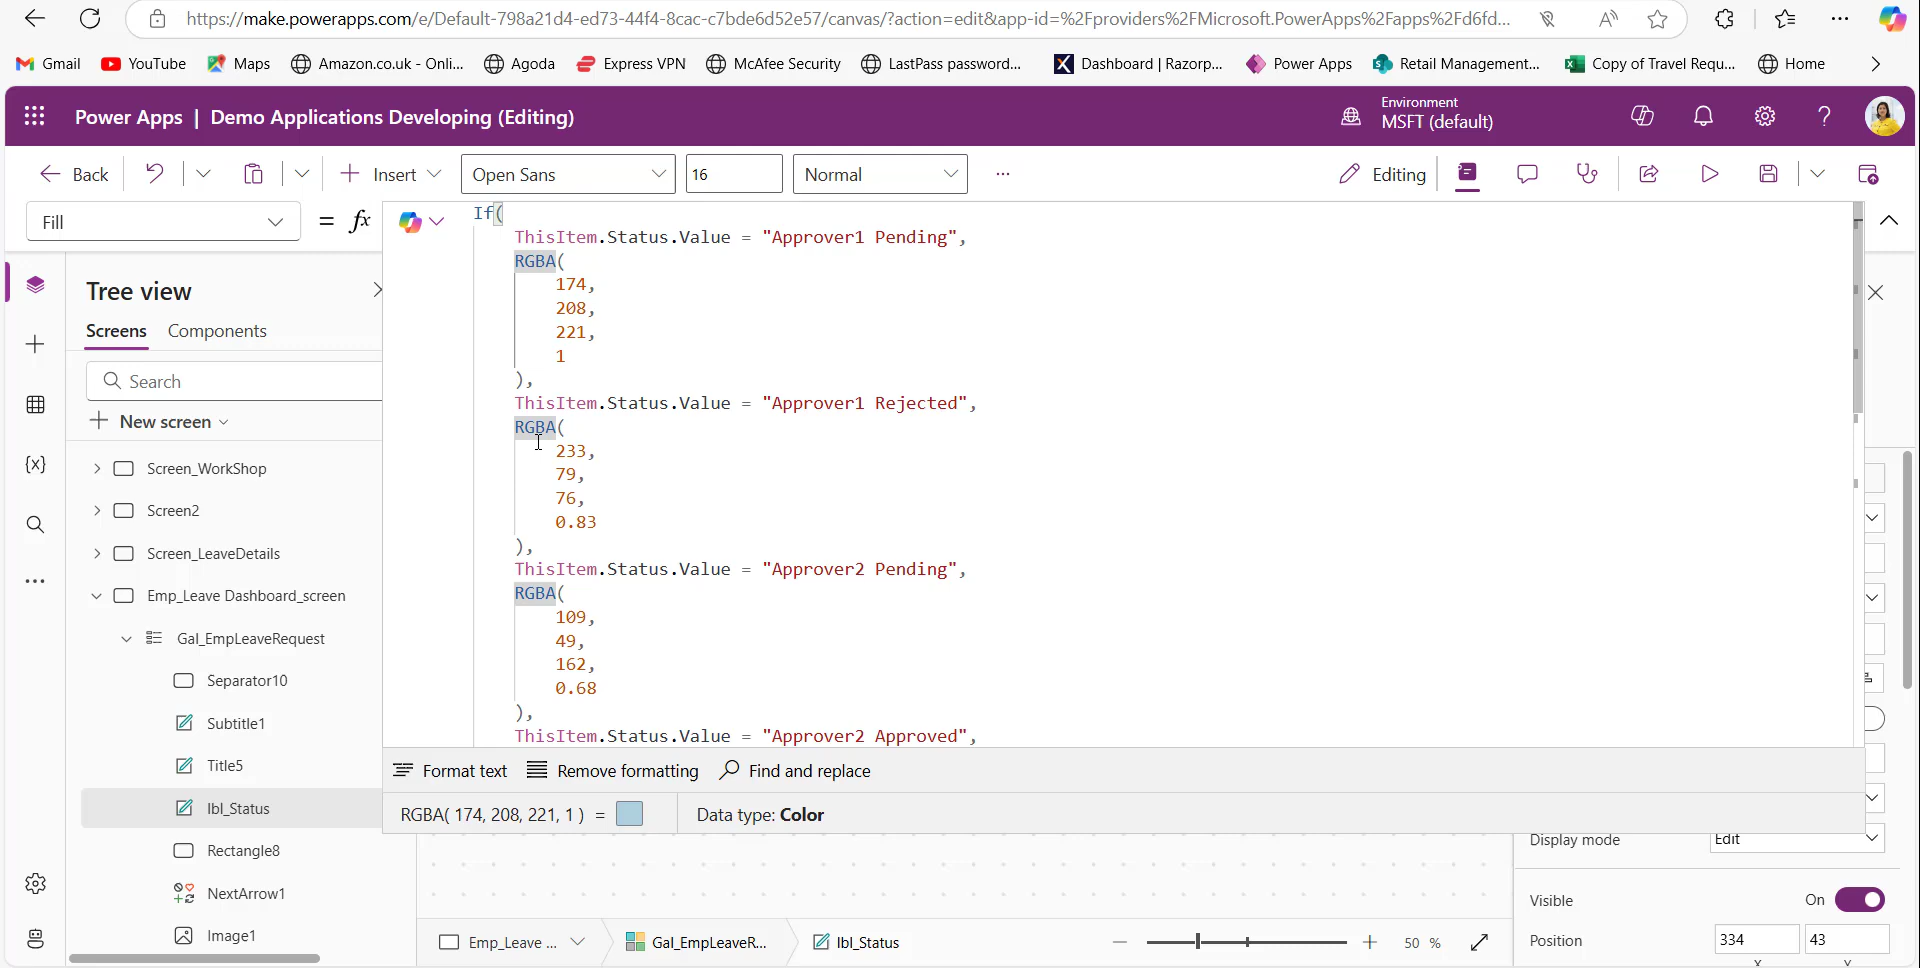 https://make.powerapps.com/e/Default-798a21d4-ed73-44f4-8cac-c7bde6d52e57/canvas/?action=edit&app-id=%2Fproviders%2FMicrosoft.PowerApps%2Fapps%2Fd6fd...
Gmail YouTube Maps Amazon.co.uk - Onli... Agoda Express VPN McAfee Security LastPass password... Dashboard | Razorp... Power Apps Retail Management... Copy of Travel Requ... Home
Power Apps | Demo Applications Developing (Editing)
Environment
MSFT (default)
Back Insert Open Sans 16 Normal ... Editing
Fill = fx
If(
ThisItem.Status.Value = "Approver1 Pending",
RGBA(
174,
208,
221,
1
),
ThisItem.Status.Value = "Approver1 Rejected",
RGBA(
233,
79,
76,
0.83
),
ThisItem.Status.Value = "Approver2 Pending",
RGBA(
109,
49,
162,
0.68
),
ThisItem.Status.Value = "Approver2 Approved",
Format text Remove formatting Find and replace
RGBA( 174, 208, 221, 1 ) = Data type: Color
Tree view
Screens Components
Search
New screen
Screen_WorkShop
Screen2
Screen_LeaveDetails
Emp_Leave Dashboard_screen
Gal_EmpLeaveRequest
Separator10
Subtitle1
Title5
lbl_Status
Rectangle8
NextArrow1
Image1
Display mode Edit
Visible On
Position 334 43
X Y
Emp_Leave ... Gal_EmpLeaveR... lbl_Status 50 %